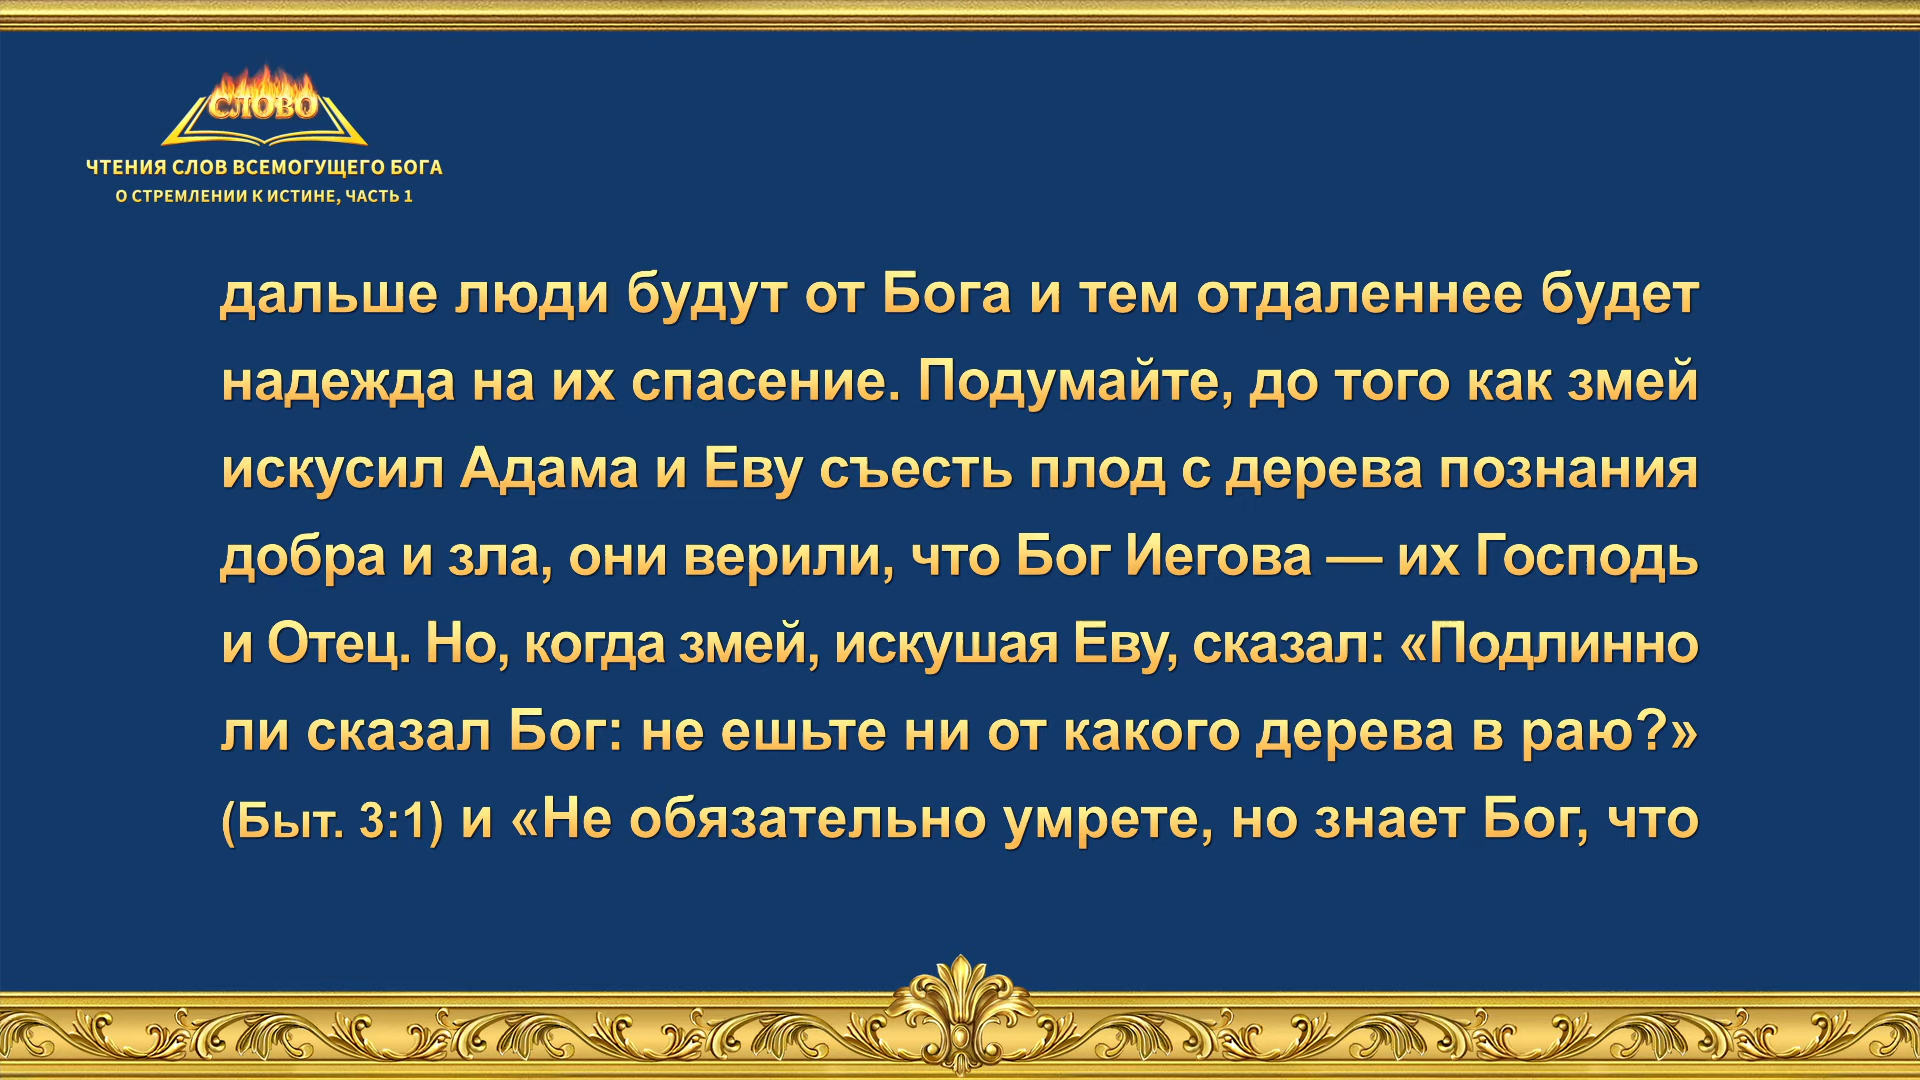 СЛОВО
ЧТЕНИЯ СЛОВ ВСЕМОГУЩЕГО БОГА
О СТРЕМЛЕНИИ К ИСТИНЕ, ЧАСТЬ 1
дальше люди будут от Бога и тем отдаленнее будет
надежда на их спасение. Подумайте, до того как змей
искусил Адама и Еву съесть плод с дерева познания
добра и зла, они верили, что Бог Иегова — их Господь
и Отец. Но, когда змей, искушая Еву, сказал: «Подлинно
ли сказал Бог: не ешьте ни от какого дерева в раю?»
(Быт. 3:1) и «Не обязательно умрете, но знает Бог, что